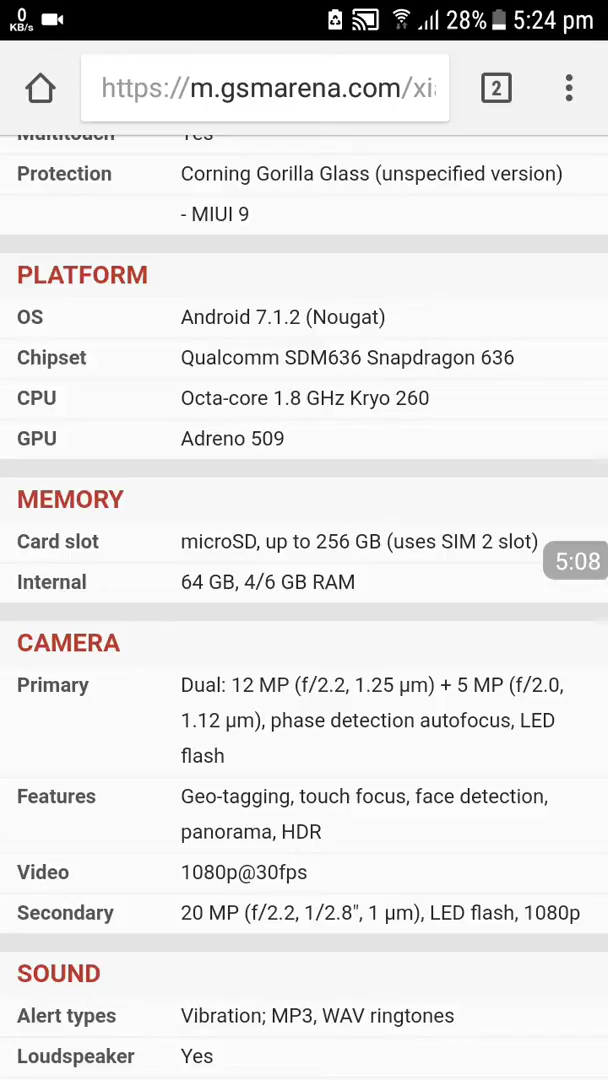 0
KB/s
28% 5:24 pm
https://m.gsmarena.com/xi
2
Multitouch Yes
Protection Corning Gorilla Glass (unspecified version)
- MIUI 9
PLATFORM
OS Android 7.1.2 (Nougat)
Chipset Qualcomm SDM636 Snapdragon 636
CPU Octa-core 1.8 GHz Kryo 260
GPU Adreno 509
MEMORY
Card slot microSD, up to 256 GB (uses SIM 2 slot)
5:08
Internal 64 GB, 4/6 GB RAM
CAMERA
Primary Dual: 12 MP (f/2.2, 1.25 μm) + 5 MP (f/2.0,
1.12 μm), phase detection autofocus, LED
flash
Features Geo-tagging, touch focus, face detection,
panorama, HDR
Video 1080p@30fps
Secondary 20 MP (f/2.2, 1/2.8", 1 μm), LED flash, 1080p
SOUND
Alert types Vibration; MP3, WAV ringtones
Loudspeaker Yes